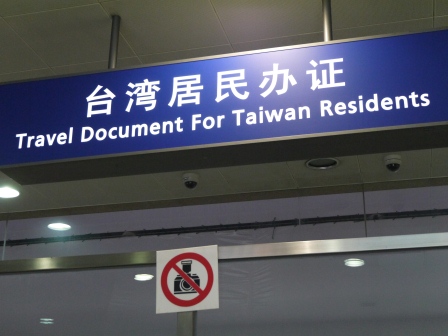 台湾居民办证
Travel Document For Taiwan Residents